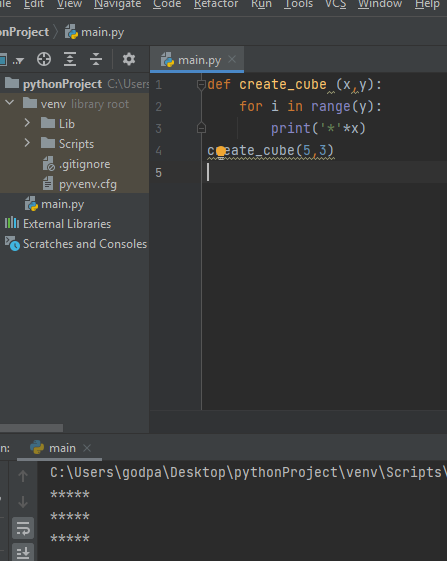 File Edit View Navigate Code Refactor Run Tools VCS Window Help
onProject main.py
main.py
pythonProject C:\Users
venv library root
Lib
Scripts
.gitignore
pyvenv.cfg
main.py
External Libraries
Scratches and Consoles
1 def create_cube (x,y):
2 for i in range(y):
3 print('*'*x)
4 create_cube(5,3)
5
n: main
C:\Users\godpa\Desktop\pythonProject\venv\Scripts\
*****
*****
*****